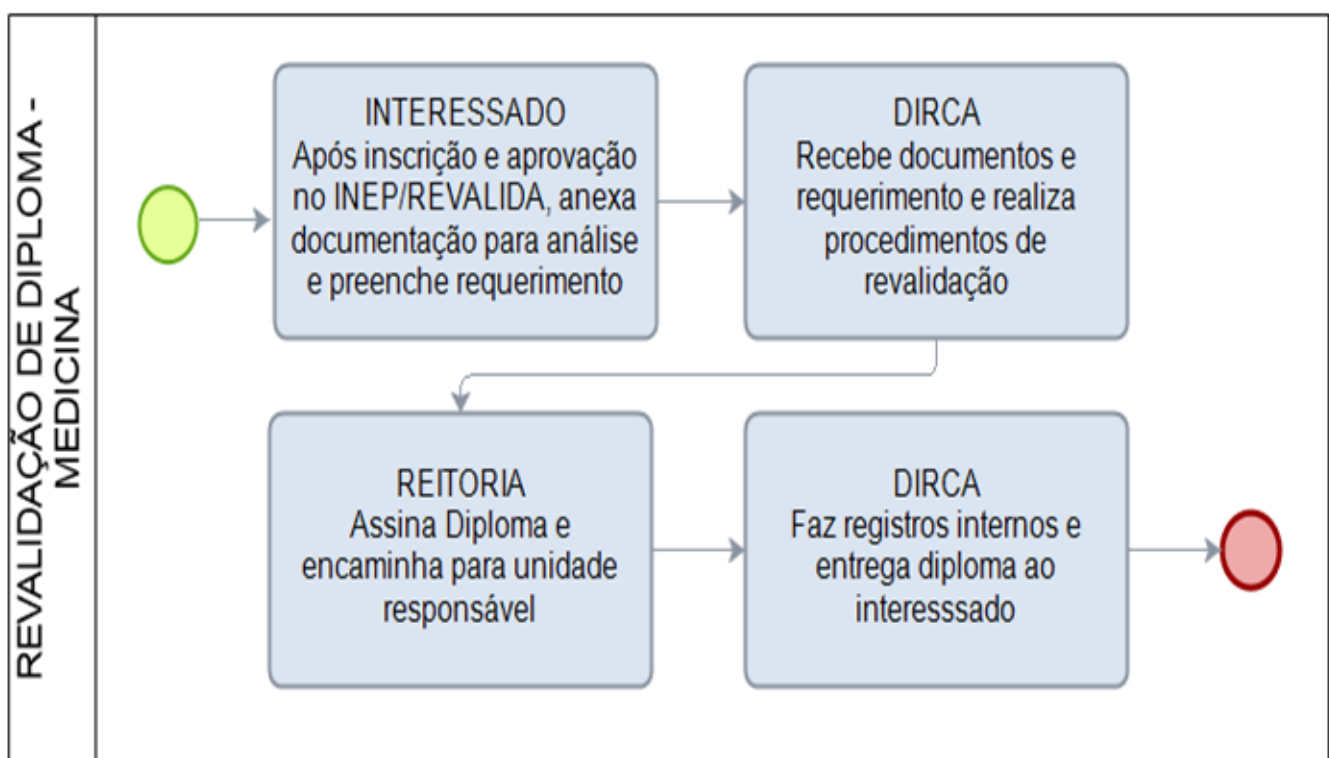 REVALIDAÇÃO DE DIPLOMA -
MEDICINA
INTERESSADO
Após inscrição e aprovação
no INEP/REVALIDA, anexa
documentação para análise
e preenche requerimento
DIRCA
Recebe documentos e
requerimento e realiza
procedimentos de
revalidação
REITORIA
Assina Diploma e
encaminha para unidade
responsável
DIRCA
Faz registros internos e
entrega diploma ao
interesssado